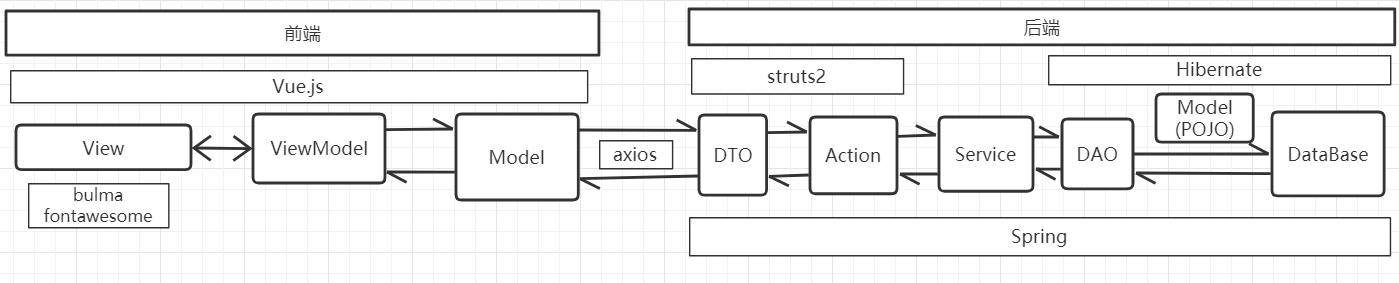 前端
后端
Vue.js
struts2
Hibernate
View
ViewModel
Model
axios
DTO
Action
Service
DAO
Model
(POJO)
DataBase
bulma
fontawesome
Spring